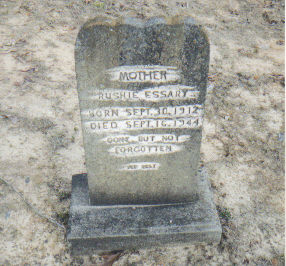 MOTHER
RUSHIE ESSARY
BORN SEPT. 30, 1912
DIED SEPT. 16, 1944
GONE BUT NOT
FORGOTTEN